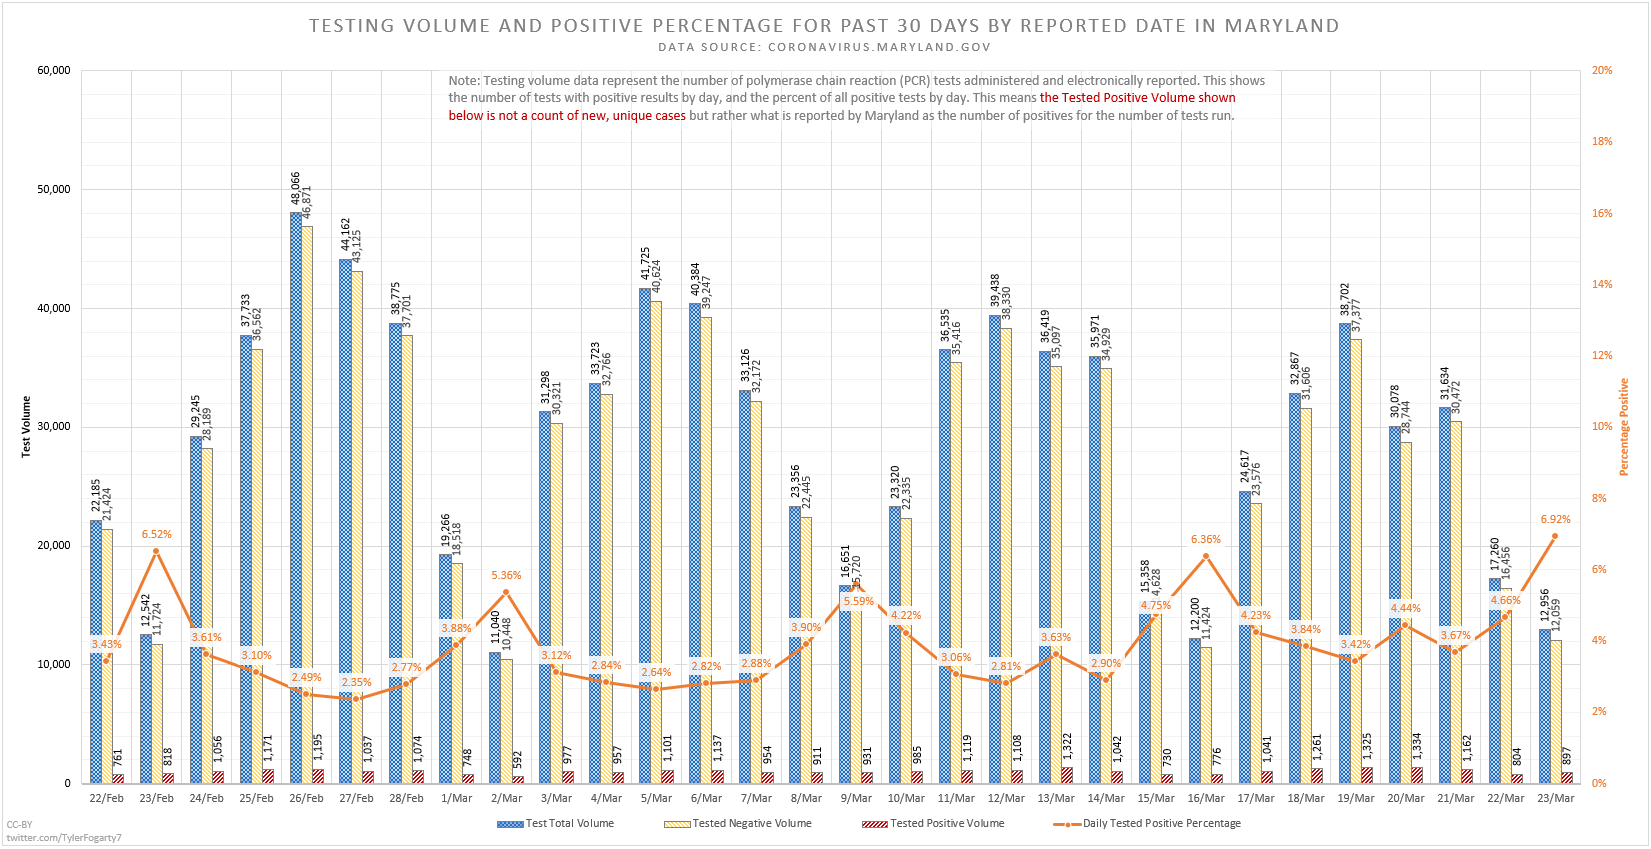 TESTING VOLUME AND POSITIVE PERCENTAGE FOR PAST 30 DAYS BY REPORTED DATE IN MARYLAND
DATA SOURCE: CORONAVIRUS.MARYLAND.GOV
Note: Testing volume data represent the number of polymerase chain reaction (PCR) tests administered and electronically reported. This shows
the number of tests with positive results by day, and the percent of all positive tests by day. This means the Tested Positive Volume shown
below is not a count of new, unique cases but rather what is reported by Maryland as the number of positives for the number of tests run.
Test Volume
60,000
50,000
40,000
30,000
20,000
10,000
0
Percentage Positive
20%
18%
16%
14%
12%
10%
8%
6%
4%
2%
0%
22,185 21,424 3.43% 761
12,542 11,724 6.52% 818
29,245 28,189 3.61% 1,056
37,733 36,562 3.10% 1,171
48,066 46,871 2.49% 1,195
44,162 43,125 2.35% 1,037
38,775 37,701 2.77% 1,074
19,266 18,518 3.88% 748
11,040 10,448 5.36% 592
31,298 30,321 3.12% 977
33,723 32,766 2.84% 957
41,725 40,624 2.64% 1,101
40,384 39,247 2.82% 1,137
33,126 32,172 2.88% 954
23,356 22,445 3.90% 911
16,651 15,720 5.59% 931
23,320 22,335 4.22% 985
36,535 35,416 3.06% 1,119
39,438 38,330 2.81% 1,108
36,419 35,097 3.63% 1,322
35,971 34,929 2.90% 1,042
15,358 14,628 4.75% 730
12,200 11,424 6.36% 776
24,617 23,576 4.23% 1,041
32,867 31,606 3.84% 1,261
38,702 37,377 3.42% 1,325
30,078 28,744 4.44% 1,334
31,634 30,472 3.67% 1,162
17,260 16,456 4.66% 804
12,956 12,059 6.92% 897
22/Feb 23/Feb 24/Feb 25/Feb 26/Feb 27/Feb 28/Feb 1/Mar 2/Mar 3/Mar 4/Mar 5/Mar 6/Mar 7/Mar 8/Mar 9/Mar 10/Mar 11/Mar 12/Mar 13/Mar 14/Mar 15/Mar 16/Mar 17/Mar 18/Mar 19/Mar 20/Mar 21/Mar 22/Mar 23/Mar
Test Total Volume Tested Negative Volume Tested Positive Volume Daily Tested Positive Percentage
CC-BY
twitter.com/TylerFogarty7